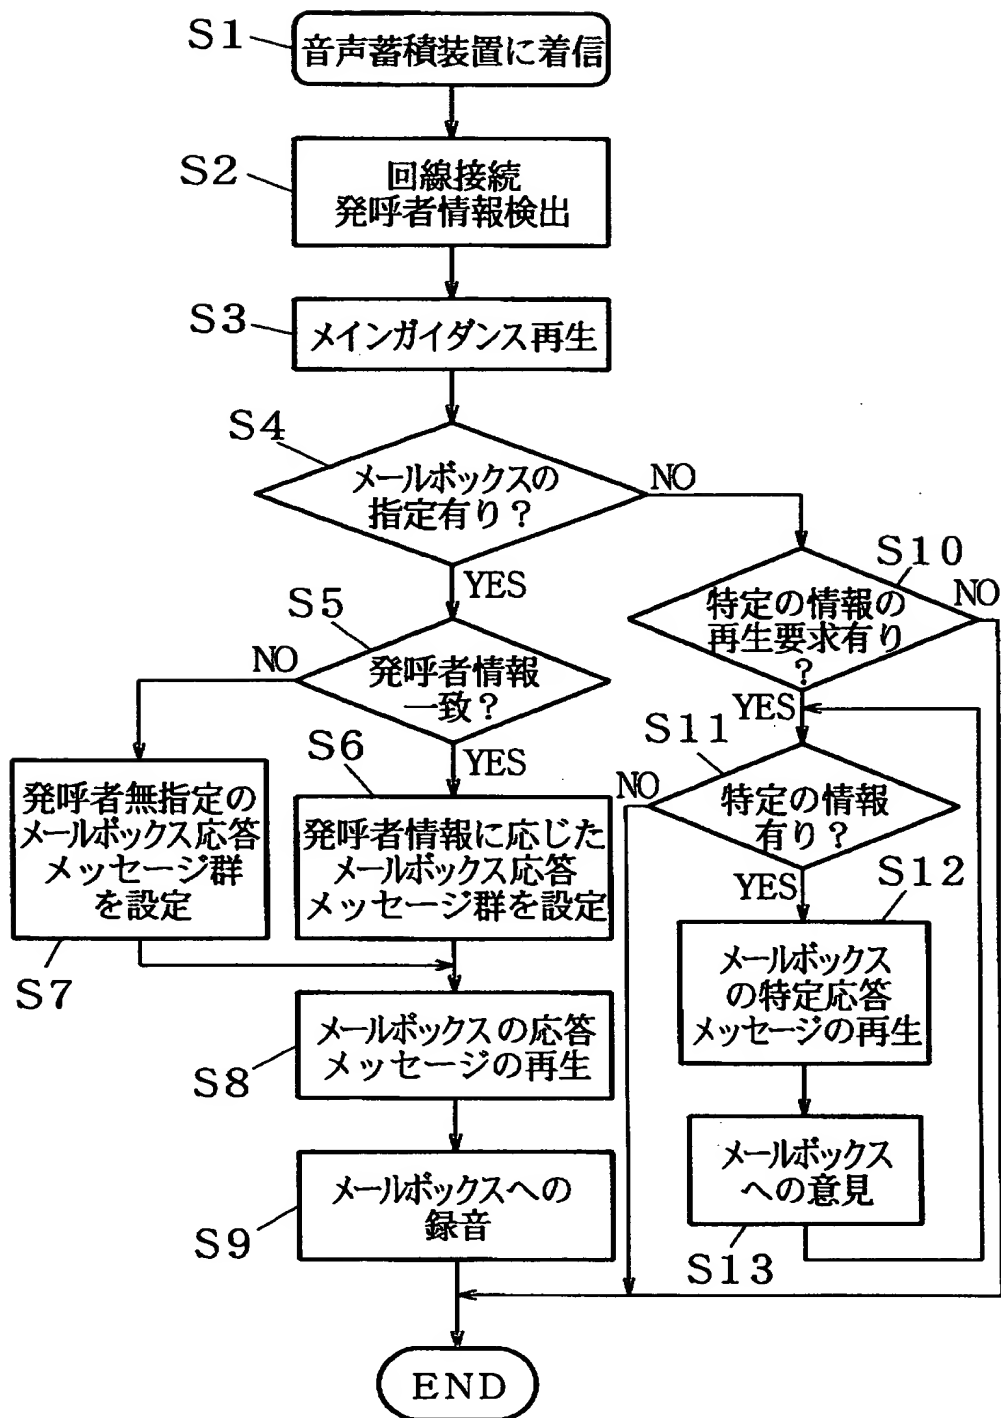 S1
音声蓄積装置に着信
S2
回線接続
発呼者情報検出
S3
メインガイダンス再生
S4
メールボックスの
指定有り？
NO
YES
S10
特定の情報の
再生要求有り
？
NO
YES
S5
発呼者情報
一致？
NO
YES
S11
特定の情報
有り？
NO
YES
S6
発呼者情報に応じた
メールボックス応答
メッセージ群を設定
発呼者無指定の
メールボックス応答
メッセージ群
を設定
S7
S12
メールボックス
の特定応答
メッセージの再生
S8
メールボックスの応答
メッセージの再生
メールボックス
への意見
S13
S9
メールボックスへの
録音
END